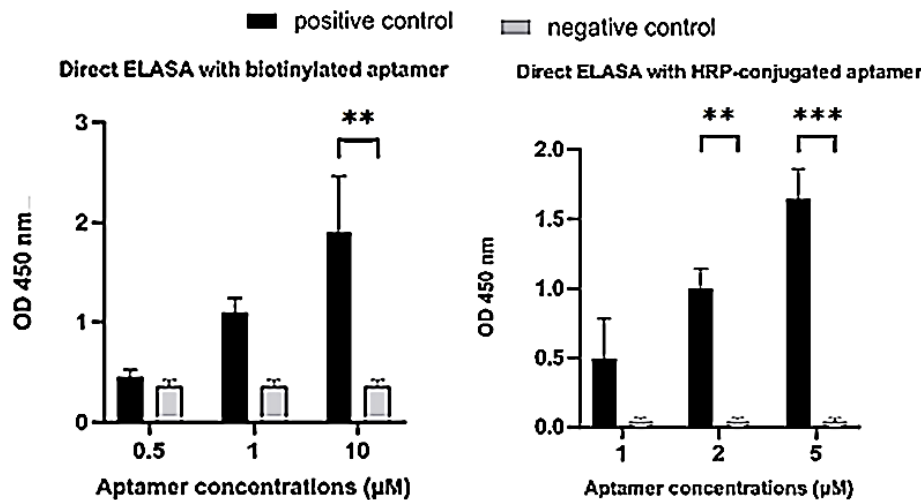 positive control
negative control
Direct ELASA with biotinylated aptamer
**
3
2
1
0
OD 450 nm
0.5
1
10
Aptamer concentrations (µM)
Direct ELASA with HRP-conjugated aptamer
**
***
2.0
1.5
1.0
0.5
0.0
OD 450 nm
1
2
5
Aptamer concentrations (µM)